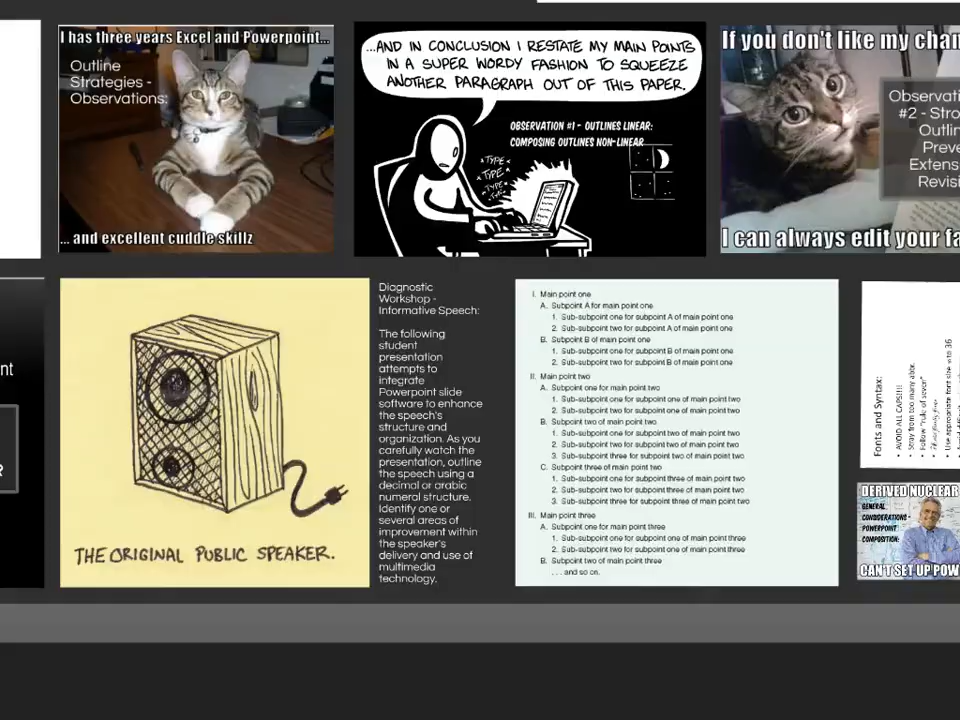 I has three years Excel and Powerpoint...
Outline
Strategies -
Observations:
... and excellent cuddle skillz
...AND IN CONCLUSION I RESTATE MY MAIN POINTS
IN A SUPER WORDY FASHION TO SQUEEZE
ANOTHER PARAGRAPH OUT OF THIS PAPER.
OBSERVATION #1 - OUTLINES LINEAR:
COMPOSING OUTLINES NON-LINEAR
*TYPE*
*TYPE*
*TYPE*
If you don't like my
#2 -
I can always edit your
THE ORIGINAL PUBLIC SPEAKER.
Diagnostic
Workshop -
Informative Speech:
The following
student
presentation
attempts to
integrate
Powerpoint slide
software to enhance
the speech's
structure and
organization. As you
carefully watch the
presentation, outline
the speech using a
decimal or arabic
numeral structure.
Identify one or
several areas of
improvement within
the speaker's
delivery and use of
multimedia
technology.
I. Main point one
A. Subpoint A for main point one
1. Sub-subpoint one for subpoint A of main point one
2. Sub-subpoint two for subpoint A of main point one
B. Subpoint B of main point one
1. Sub-subpoint one for subpoint B of main point one
2. Sub-subpoint two for subpoint B of main point one
II. Main point two
A. Subpoint one for main point two
1. Sub-subpoint one for subpoint one of main point two
2. Sub-subpoint two for subpoint one of main point two
B. Subpoint two of main point two
1. Sub-subpoint one for subpoint two of main point two
2. Sub-subpoint two for subpoint two of main point two
3. Sub-subpoint three for subpoint two of main point two
C. Subpoint three of main point two
1. Sub-subpoint one for subpoint three of main point two
2. Sub-subpoint two for subpoint three of main point two
3. Sub-subpoint three for subpoint three of main point two
III. Main point three
A. Subpoint one for main point three
1. Sub-subpoint one for subpoint one of main point three
2. Sub-subpoint two for subpoint one of main point three
B. Subpoint two of main point three
. . . and so on.
Fonts and Syntax:
• AVOID ALL CAPS!!!!
• Stray from too many abbr.
• Follow "rule of seven"
• Use appropriate font size
DERIVED NUCLEAR
GENERAL
CONSIDERATIONS -
POWERPOINT
COMPOSITION:
CAN'T SET UP